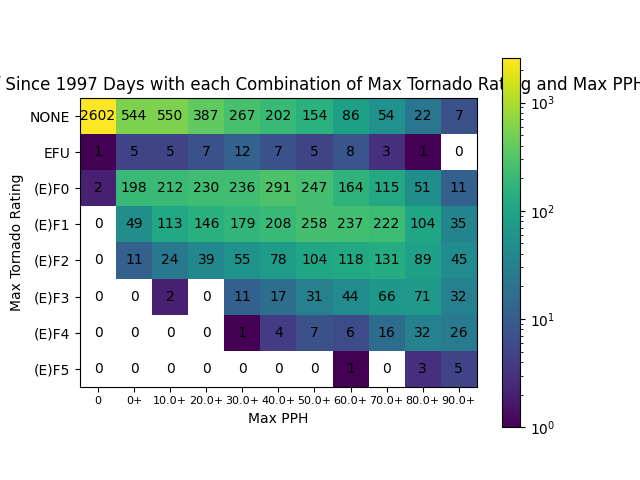 Since 1997 Days with each Combination of Max Tornado Rating and Max PPH
Max Tornado Rating
NONE 2602 544 550 387 267 202 154 86 54 22 7
EFU 1 5 5 7 12 7 5 8 3 1 0
(E)F0 2 198 212 230 236 291 247 164 115 51 11
(E)F1 0 49 113 146 179 208 258 237 222 104 35
(E)F2 0 11 24 39 55 78 104 118 131 89 45
(E)F3 0 0 2 0 11 17 31 44 66 71 32
(E)F4 0 0 0 0 1 4 7 6 16 32 26
(E)F5 0 0 0 0 0 0 0 1 0 3 5
0 0+ 10.0+ 20.0+ 30.0+ 40.0+ 50.0+ 60.0+ 70.0+ 80.0+ 90.0+
Max PPH
10³
10²
10¹
10⁰